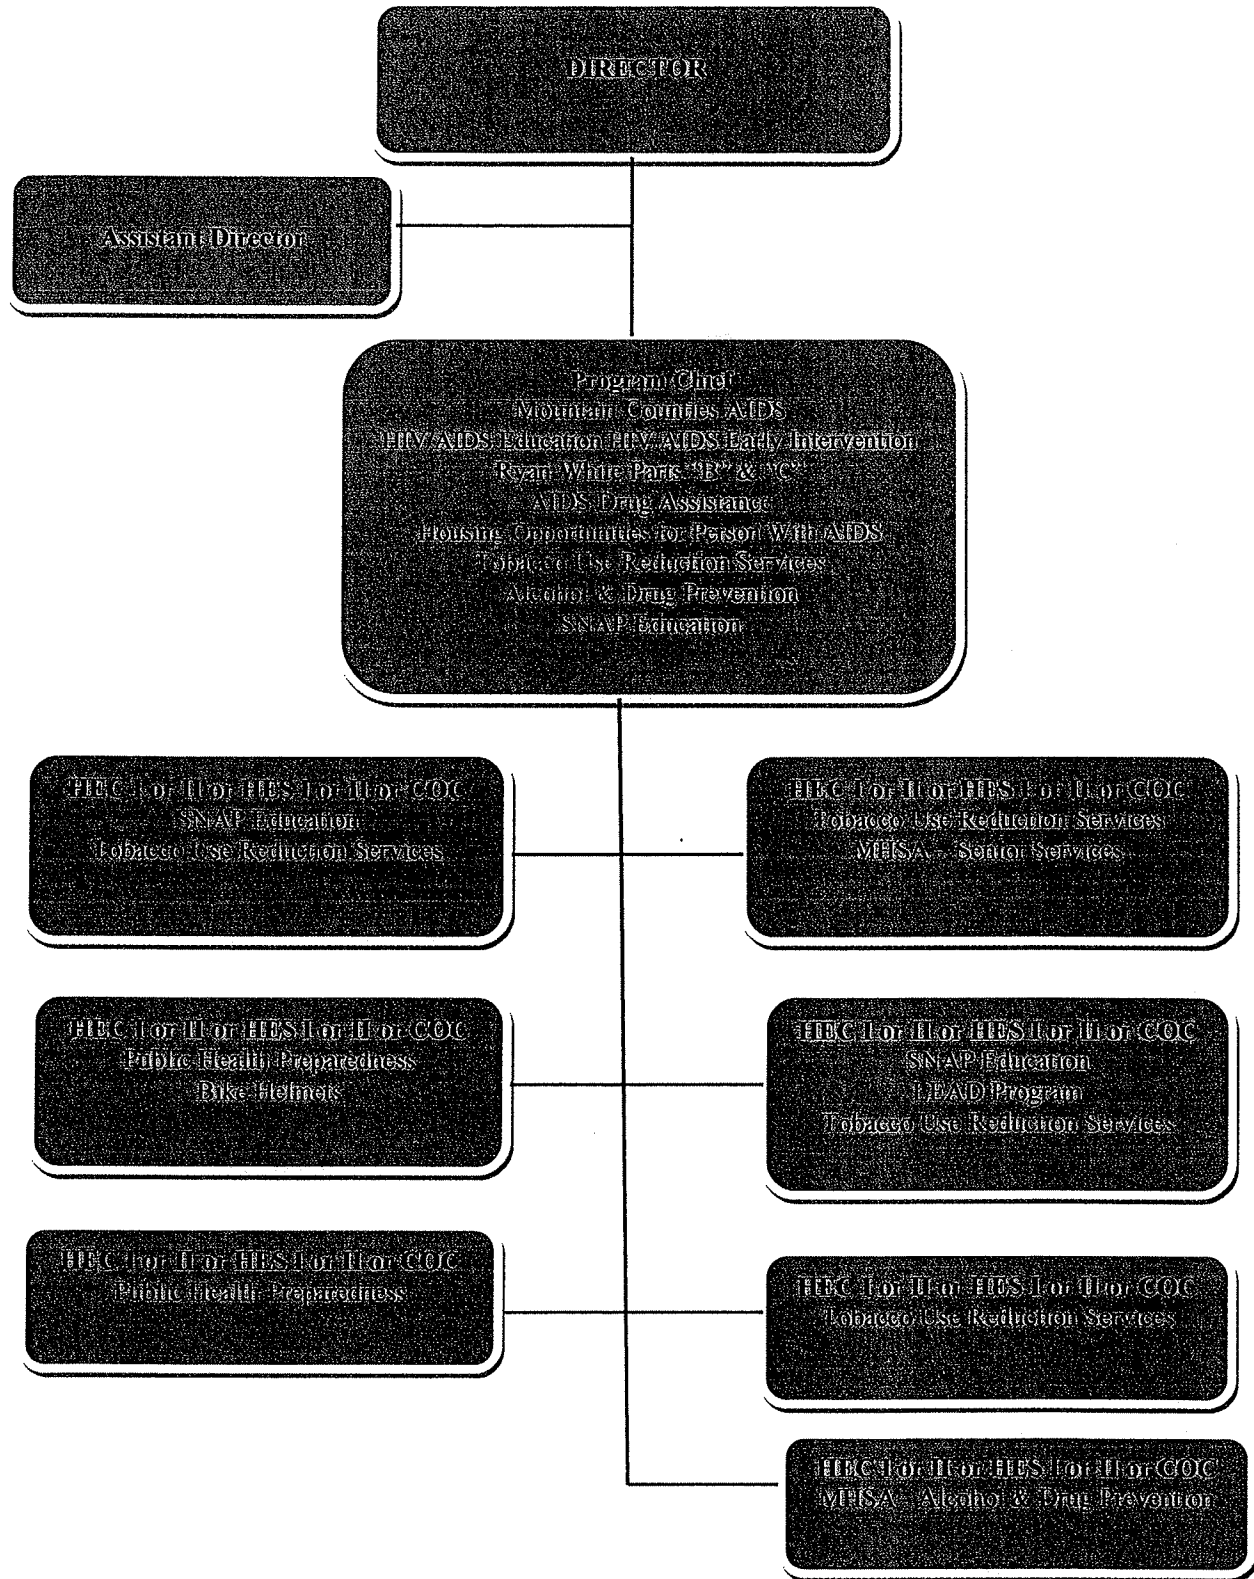 DIRECTOR
Assistant Director
Program Chief
Mountain Counties AIDS
HIV/AIDS Education HIV/AIDS Early Intervention
Ryan White Parts "B" & "C"
AIDS Drug Assistance
Housing Opportunities for Person With AIDS
Tobacco Use Reduction Services
Alcohol & Drug Prevention
SNAP Education
HEC I or II or HES I or II or COC
SNAP Education
Tobacco Use Reduction Services
HEC I or II or HES I or II or COC
Tobacco Use Reduction Services
MHSA - Senior Services
HEC I or II or HES I or II or COC
Public Health Preparedness
Bike Helmets
HEC I or II or HES I or II or COC
SNAP Education
LEAD Program
Tobacco Use Reduction Services
HEC I or II or HES I or II or COC
Public Health Preparedness
HEC I or II or HES I or II or COC
Tobacco Use Reduction Services
HEC I or II or HES I or II or COC
MHSA - Alcohol & Drug Prevention